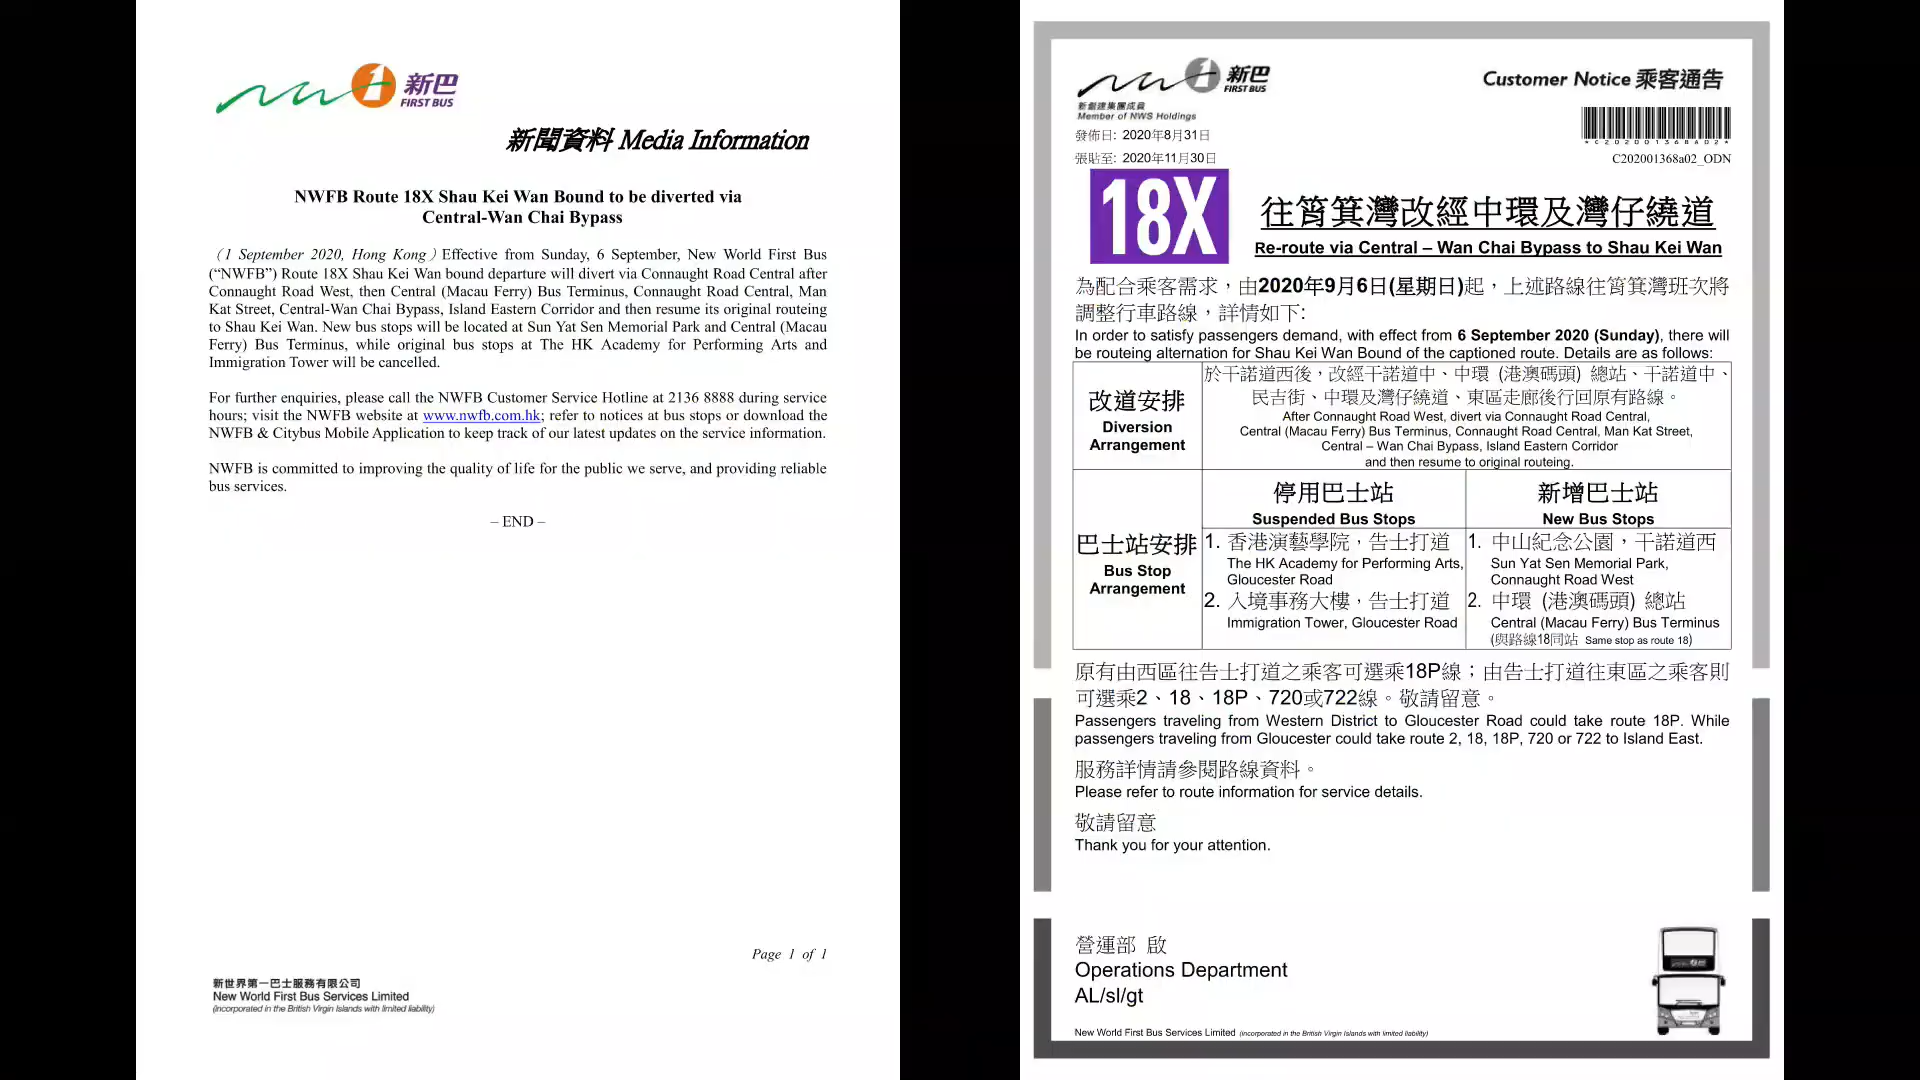 新巴
FIRST BUS
新聞資料 Media Information
NWFB Route 18X Shau Kei Wan Bound to be diverted via
Central-Wan Chai Bypass
（1 September 2020, Hong Kong）Effective from Sunday, 6 September, New World First Bus
(“NWFB”) Route 18X Shau Kei Wan bound departure will divert via Connaught Road Central after
Connaught Road West, then Central (Macau Ferry) Bus Terminus, Connaught Road Central, Man
Kat Street, Central-Wan Chai Bypass, Island Eastern Corridor and then resume its original routeing
to Shau Kei Wan. New bus stops will be located at Sun Yat Sen Memorial Park and Central (Macau
Ferry) Bus Terminus, while original bus stops at The HK Academy for Performing Arts and
Immigration Tower will be cancelled.
For further enquiries, please call the NWFB Customer Service Hotline at 2136 8888 during service
hours; visit the NWFB website at www.nwfb.com.hk; refer to notices at bus stops or download the
NWFB & Citybus Mobile Application to keep track of our latest updates on the service information.
NWFB is committed to improving the quality of life for the public we serve, and providing reliable
bus services.
– END –
Page 1 of 1
新世界第一巴士服務有限公司
New World First Bus Services Limited
(incorporated in the British Virgin Islands with limited liability)
新巴
FIRST BUS
新創建集團成員
Member of NWS Holdings
Customer Notice 乘客通告
*C202001368A02*
C202001368a02_ODN
發佈日: 2020年8月31日
張貼至: 2020年11月30日
18X
往筲箕灣改經中環及灣仔繞道
Re-route via Central – Wan Chai Bypass to Shau Kei Wan
為配合乘客需求，由2020年9月6日(星期日)起，上述路線往筲箕灣班次將
調整行車路線，詳情如下:
In order to satisfy passengers demand, with effect from 6 September 2020 (Sunday), there will
be routeing alternation for Shau Kei Wan Bound of the captioned route. Details are as follows:
改道安排
Diversion
Arrangement
於干諾道西後，改經干諾道中、中環 (港澳碼頭) 總站、干諾道中、
民吉街、中環及灣仔繞道、東區走廊後行回原有路線。
After Connaught Road West, divert via Connaught Road Central,
Central (Macau Ferry) Bus Terminus, Connaught Road Central, Man Kat Street,
Central – Wan Chai Bypass, Island Eastern Corridor
and then resume to original routeing.
巴士站安排
Bus Stop
Arrangement
停用巴士站
Suspended Bus Stops
1. 香港演藝學院，告士打道
The HK Academy for Performing Arts,
Gloucester Road
2. 入境事務大樓，告士打道
Immigration Tower, Gloucester Road
新增巴士站
New Bus Stops
1. 中山紀念公園，干諾道西
Sun Yat Sen Memorial Park,
Connaught Road West
2. 中環 (港澳碼頭) 總站
Central (Macau Ferry) Bus Terminus
(與路線18同站 Same stop as route 18)
原有由西區往告士打道之乘客可選乘18P線；由告士打道往東區之乘客則
可選乘2、18、18P、720或722線。敬請留意。
Passengers traveling from Western District to Gloucester Road could take route 18P. While
passengers traveling from Gloucester could take route 2, 18, 18P, 720 or 722 to Island East.
服務詳情請參閱路線資料。
Please refer to route information for service details.
敬請留意
Thank you for your attention.
營運部 啟
Operations Department
AL/sl/gt
New World First Bus Services Limited (incorporated in the British Virgin Islands with limited liability)